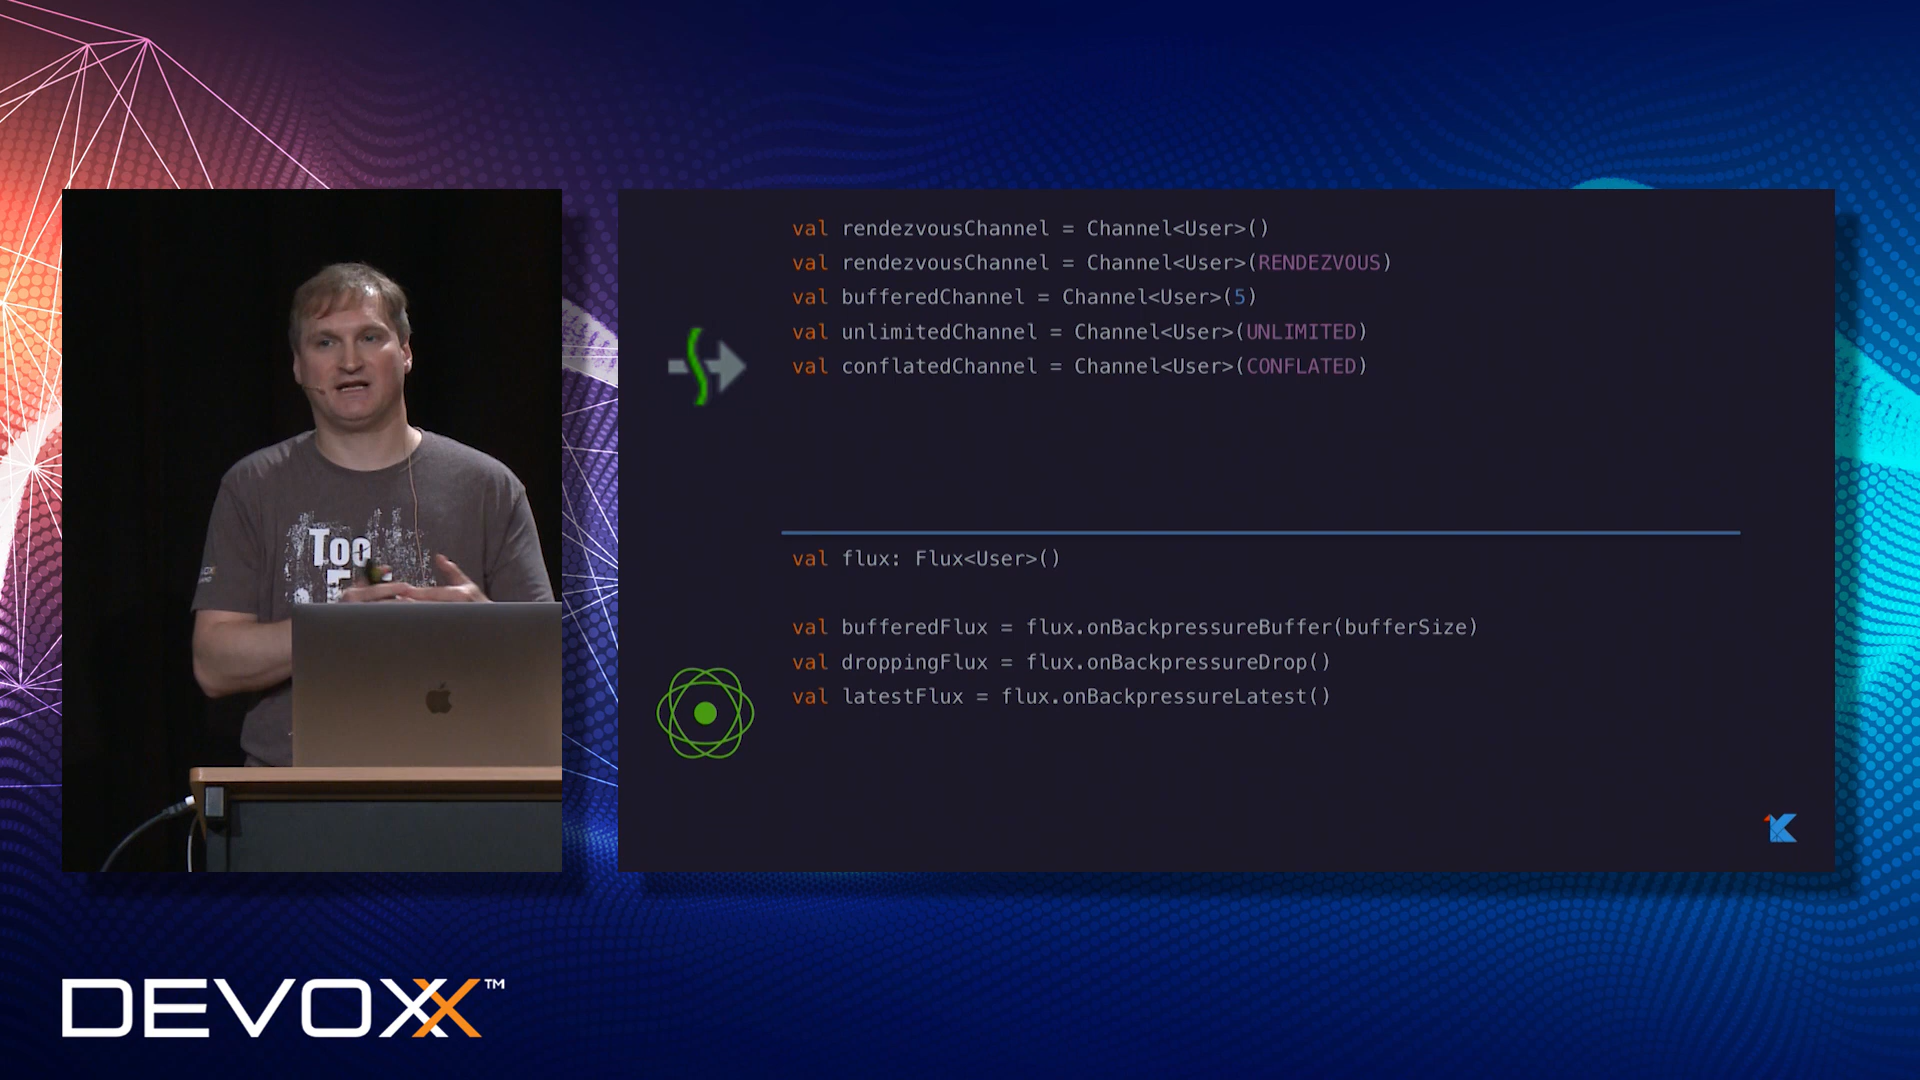 val rendezvousChannel = Channel<User>()
val rendezvousChannel = Channel<User>(RENDEZVOUS)
val bufferedChannel = Channel<User>(5)
val unlimitedChannel = Channel<User>(UNLIMITED)
val conflatedChannel = Channel<User>(CONFLATED)
val flux: Flux<User>()
val bufferedFlux = flux.onBackpressureBuffer(bufferSize)
val droppingFlux = flux.onBackpressureDrop()
val latestFlux = flux.onBackpressureLatest()
Too
DEVOXX™